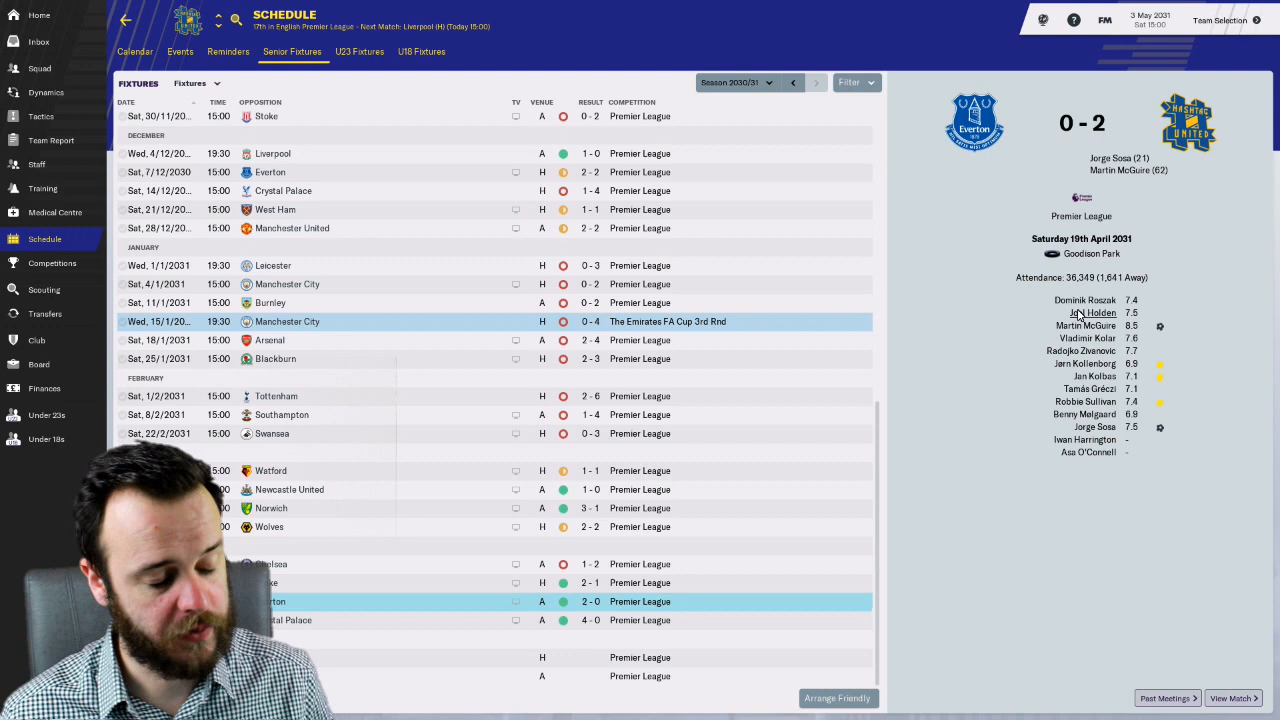 Home
Inbox
Squad
Dynamics
Tactics
Team Report
Staff
Training
Medical Centre
Schedule
Competitions
Scouting
Transfers
Club
Board
Finances
Under 23s
Under 18s
SCHEDULE
17th in English Premier League - Next Match: Liverpool (H) (Today 15:00)
FM
3 May 2031
Sat 15:00
Team Selection
Calendar Events Reminders Senior Fixtures U23 Fixtures U18 Fixtures
FIXTURES Fixtures Season 2030/31 Filter
DATE TIME OPPOSITION TV VENUE RESULT COMPETITION
Sat, 30/11/20... 15:00 Stoke A 0 - 2 Premier League
DECEMBER
Wed, 4/12/20... 19:30 Liverpool A 1 - 0 Premier League
Sat, 7/12/2030 15:00 Everton H 2 - 2 Premier League
Sat, 14/12/20... 15:00 Crystal Palace H 1 - 4 Premier League
Sat, 21/12/20... 15:00 West Ham H 1 - 1 Premier League
Sat, 28/12/20... 15:00 Manchester United A 2 - 2 Premier League
JANUARY
Wed, 1/1/2031 19:30 Leicester H 0 - 3 Premier League
Sat, 4/1/2031 15:00 Manchester City H 0 - 2 Premier League
Sat, 11/1/2031 15:00 Burnley A 0 - 2 Premier League
Wed, 15/1/20... 19:30 Manchester City H 0 - 4 The Emirates FA Cup 3rd Rnd
Sat, 18/1/2031 15:00 Arsenal A 2 - 4 Premier League
Sat, 25/1/2031 15:00 Blackburn H 2 - 3 Premier League
FEBRUARY
Sat, 1/2/2031 15:00 Tottenham H 2 - 6 Premier League
Sat, 8/2/2031 15:00 Southampton A 1 - 4 Premier League
Sat, 22/2/2031 15:00 Swansea H 0 - 3 Premier League
15:00 Watford H 1 - 1 Premier League
:00 Newcastle United A 1 - 0 Premier League
:00 Norwich A 3 - 1 Premier League
:00 Wolves H 2 - 2 Premier League
Chelsea A 1 - 2 Premier League
ke H 2 - 1 Premier League
rton A 2 - 0 Premier League
tal Palace A 4 - 0 Premier League
H Premier League
A Premier League
Arrange Friendly
Everton
1878
0 - 2
HASHTAG
UNITED
Jorge Sosa (21)
Martin McGuire (62)
Premier League
Saturday 19th April 2031
Goodison Park
Attendance: 36,349 (1,641 Away)
Dominik Roszak 7.4
Holden 7.5
Martin McGuire 8.5
Vladimir Kolar 7.6
Radojko Zivanovic 7.7
Jørn Kollenborg 6.9
Jan Kolbas 7.1
Tamás Gréczi 7.1
Robbie Sullivan 7.4
Benny Mølgaard 6.9
Jorge Sosa 7.5
Iwan Harrington -
Asa O'Connell -
Past Meetings View Match